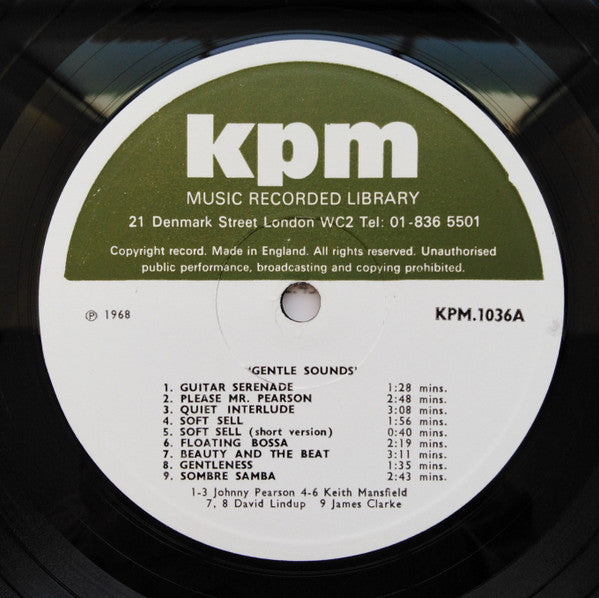 kpm
MUSIC RECORDED LIBRARY
21 Denmark Street London WC2 Tel: 01-836 5501
Copyright record. Made in England. All rights reserved. Unauthorised
public performance, broadcasting and copying prohibited.
Ⓟ 1968 KPM.1036A
'GENTLE SOUNDS'
1. GUITAR SERENADE 1:28 mins.
2. PLEASE MR. PEARSON 2:48 mins.
3. QUIET INTERLUDE 3:08 mins.
4. SOFT SELL 1:56 mins.
5. SOFT SELL (short version) 0:40 mins.
6. FLOATING BOSSA 2:19 mins.
7. BEAUTY AND THE BEAT 3:11 mins.
8. GENTLENESS 1:35 mins.
9. SOMBRE SAMBA 2:43 mins.
1-3 Johnny Pearson 4-6 Keith Mansfield
7, 8 David Lindup 9 James Clarke